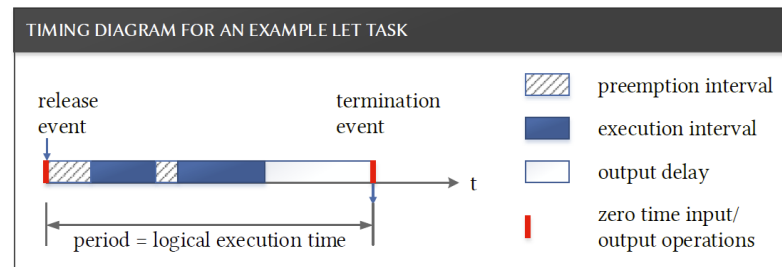 TIMING DIAGRAM FOR AN EXAMPLE LET TASK
release
event
termination
event
t
period = logical execution time
preemption interval
execution interval
output delay
zero time input/
output operations